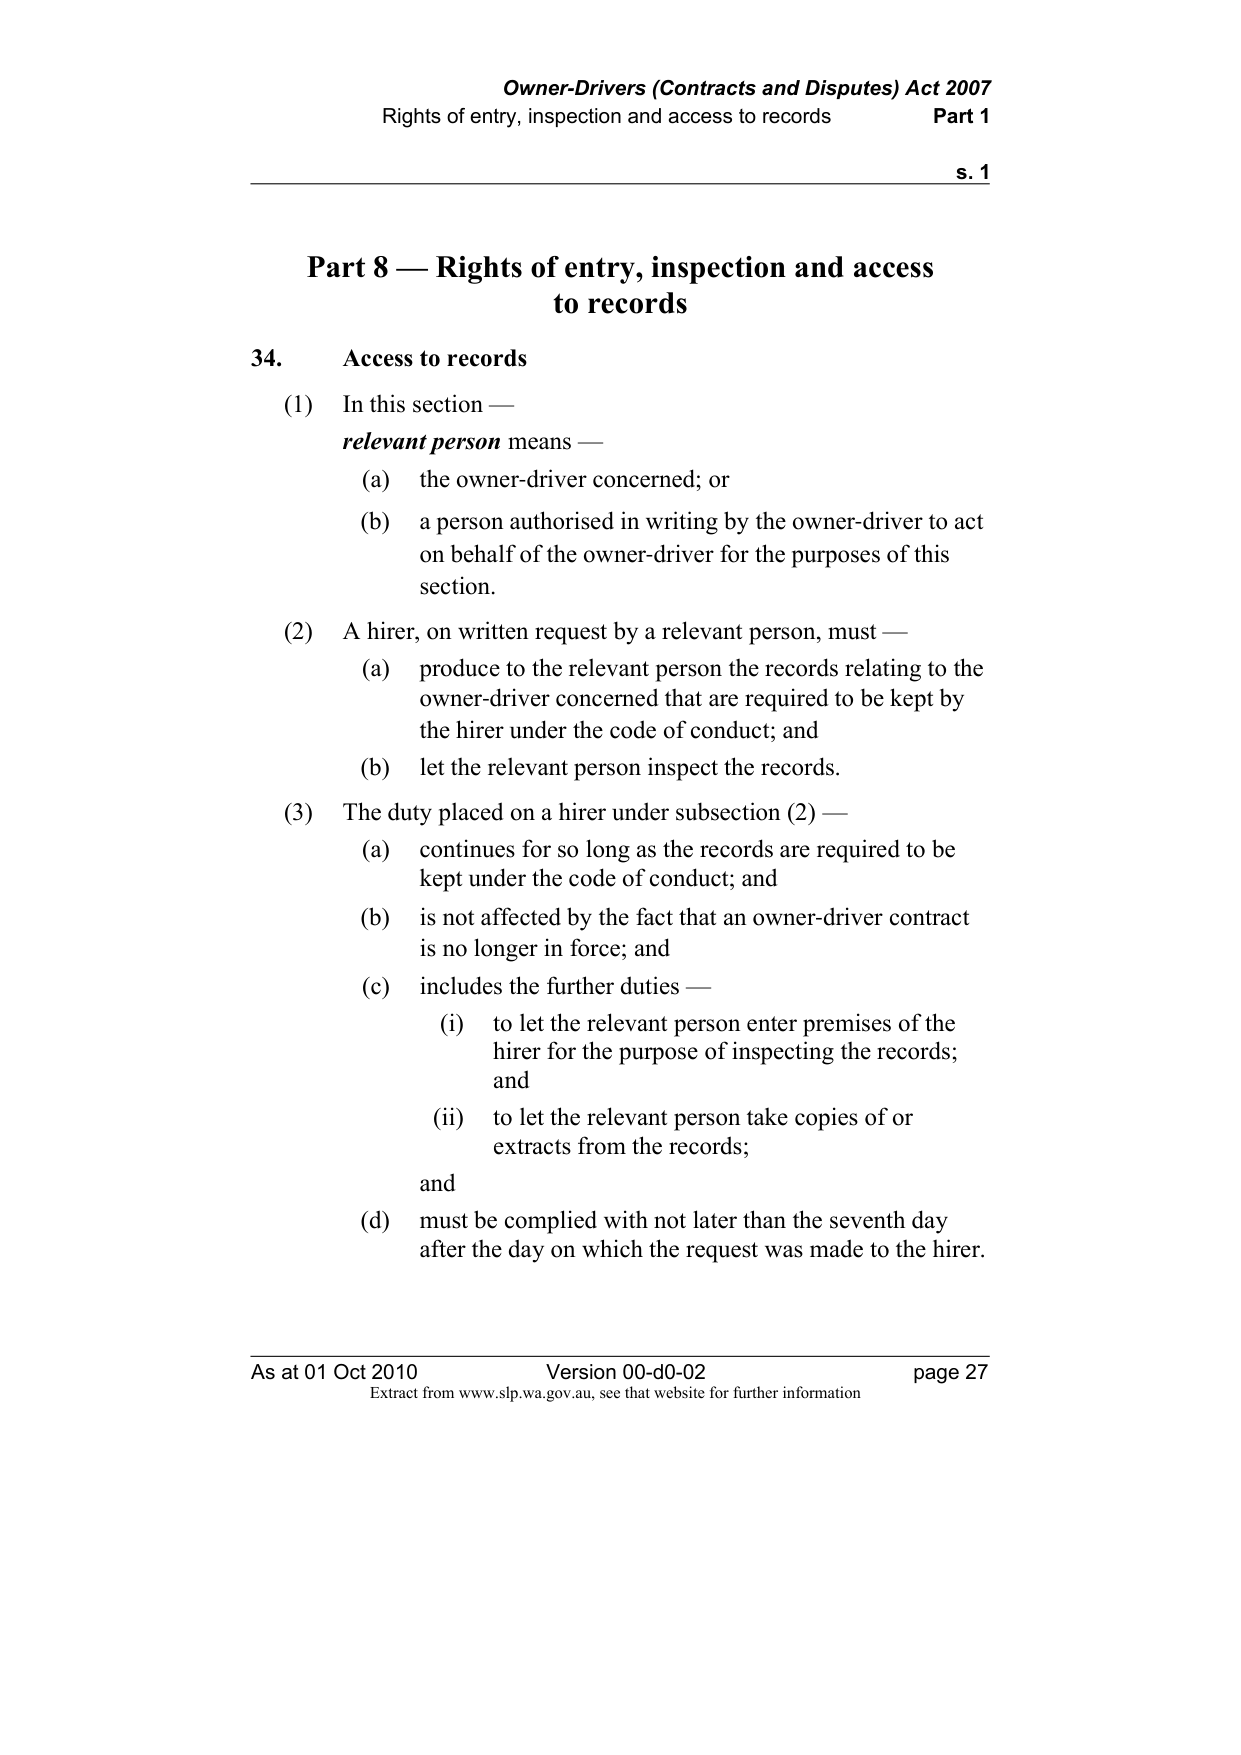 Owner-Drivers (Contracts and Disputes) Act 2007
Rights of entry, inspection and access to records Part 1
s. 1
Part 8 — Rights of entry, inspection and access
to records
34. Access to records
(1) In this section —
relevant person means —
(a) the owner-driver concerned; or
(b) a person authorised in writing by the owner-driver to act
on behalf of the owner-driver for the purposes of this
section.
(2) A hirer, on written request by a relevant person, must —
(a) produce to the relevant person the records relating to the
owner-driver concerned that are required to be kept by
the hirer under the code of conduct; and
(b) let the relevant person inspect the records.
(3) The duty placed on a hirer under subsection (2) —
(a) continues for so long as the records are required to be
kept under the code of conduct; and
(b) is not affected by the fact that an owner-driver contract
is no longer in force; and
(c) includes the further duties —
(i) to let the relevant person enter premises of the
hirer for the purpose of inspecting the records;
and
(ii) to let the relevant person take copies of or
extracts from the records;
and
(d) must be complied with not later than the seventh day
after the day on which the request was made to the hirer.
As at 01 Oct 2010 Version 00-d0-02 page 27
Extract from www.slp.wa.gov.au, see that website for further information